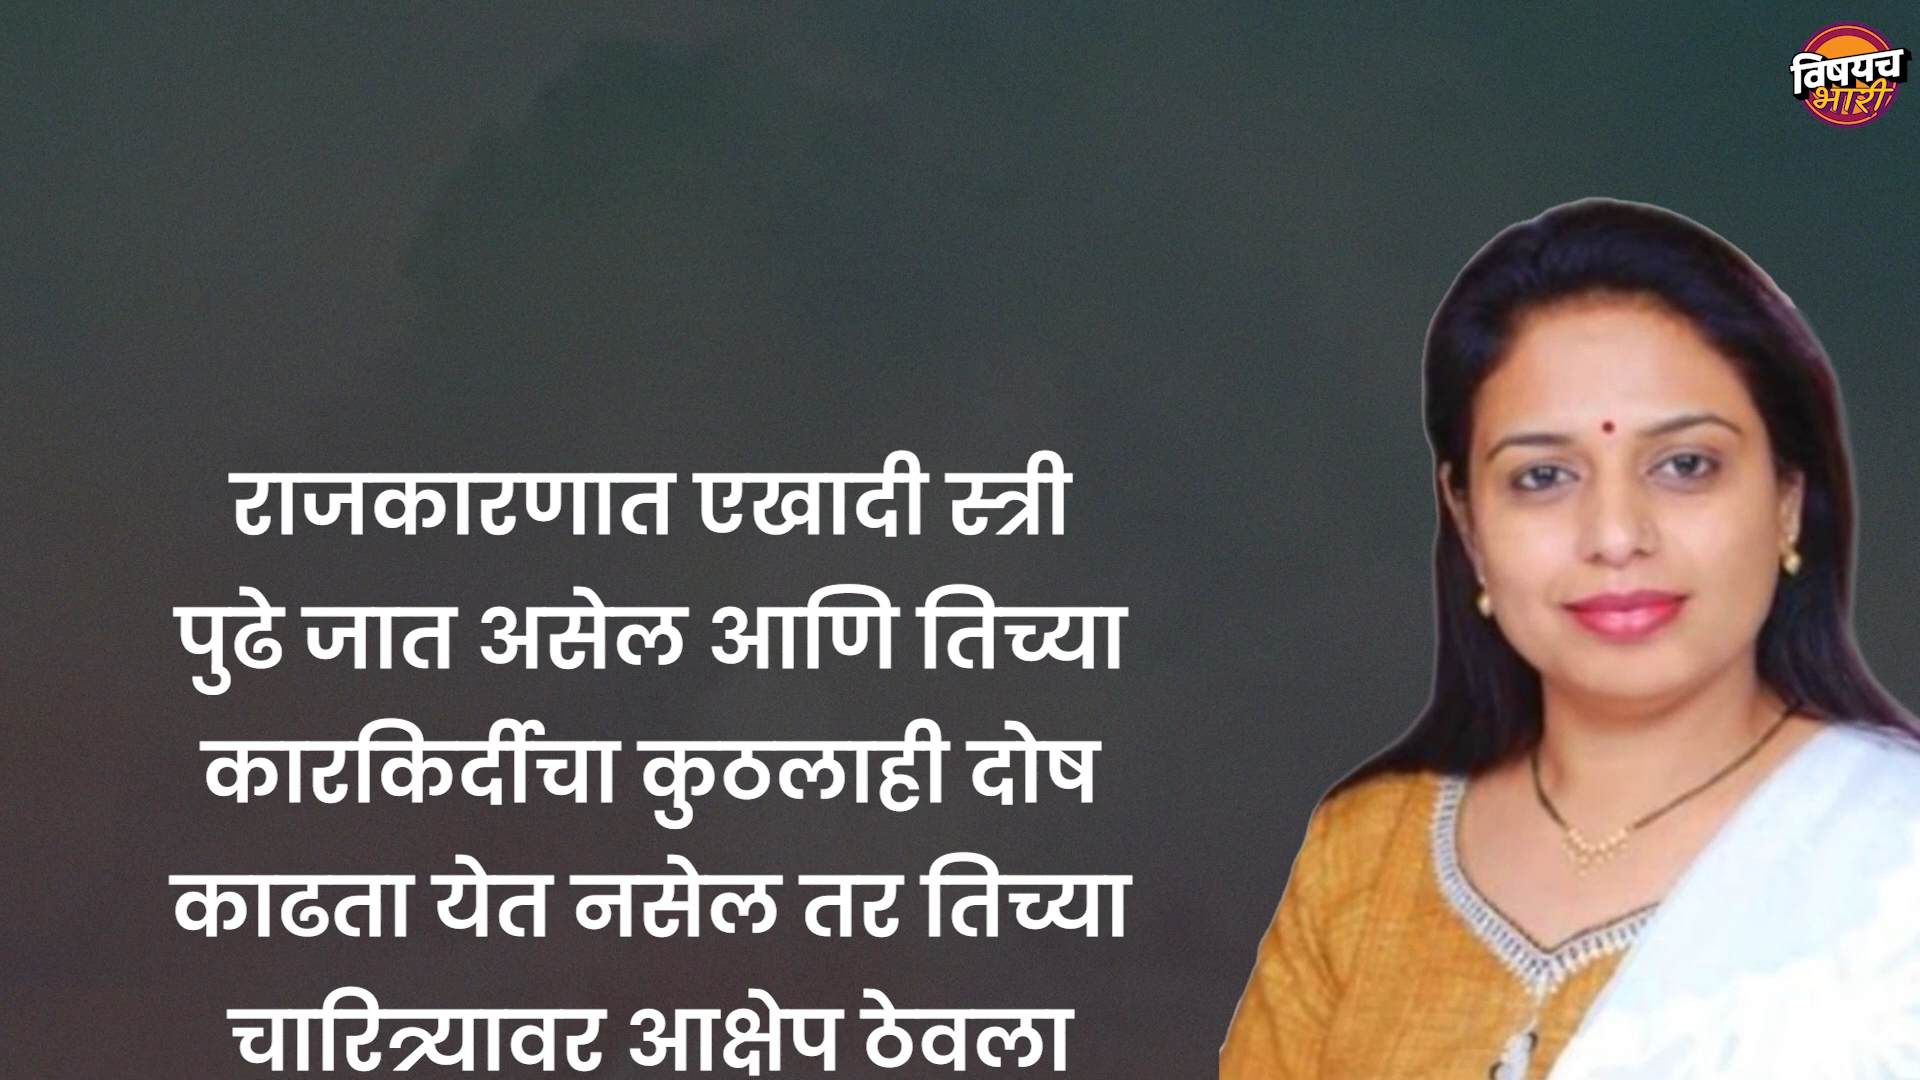 विषयच
भारी
राजकारणात एखादी स्त्री
पुढे जात असेल आणि तिच्या
कारकिर्दीचा कुठलाही दोष
काढता येत नसेल तर तिच्या
चारित्र्यावर आक्षेप ठेवला